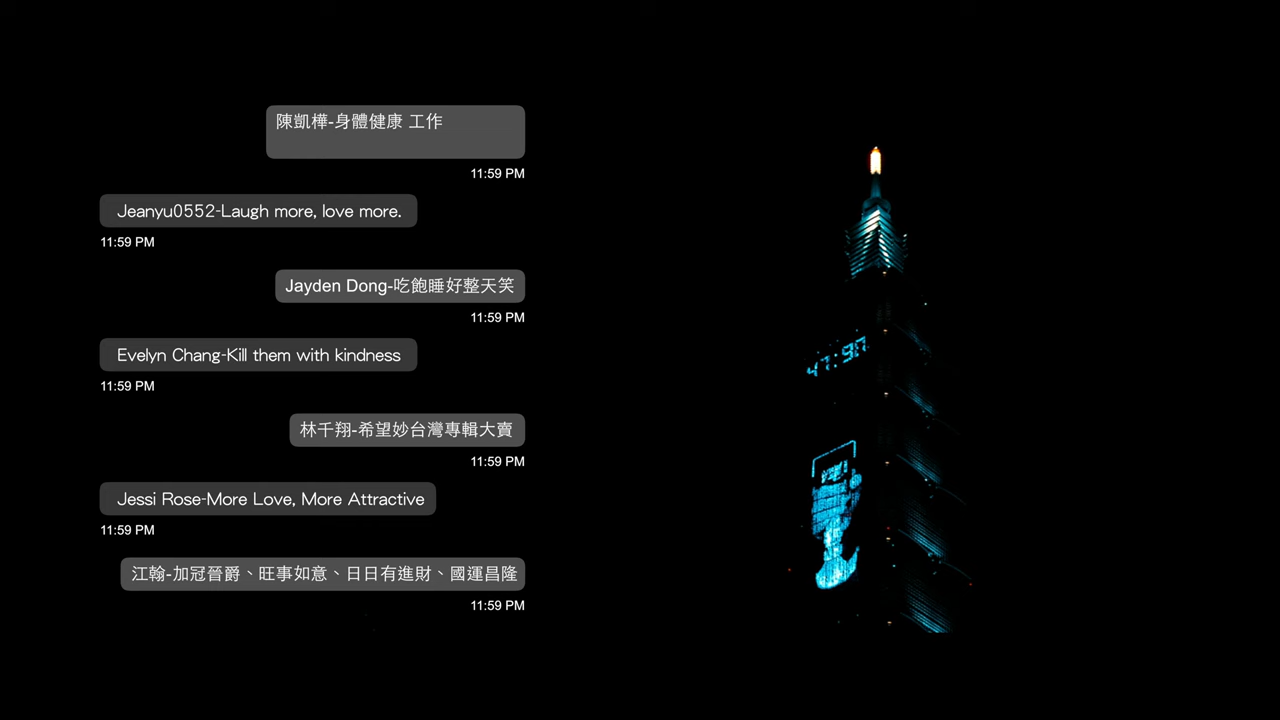 陳凱樺-身體健康 工作
11:59 PM
Jeanyu0552-Laugh more, love more.
11:59 PM
Jayden Dong-吃飽睡好整天笑
11:59 PM
Evelyn Chang-Kill them with kindness
11:59 PM
林千翔-希望妙台灣專輯大賣
11:59 PM
Jessi Rose-More Love, More Attractive
11:59 PM
江翰-加冠晉爵、旺事如意、日日有進財、國運昌隆
11:59 PM
47:90